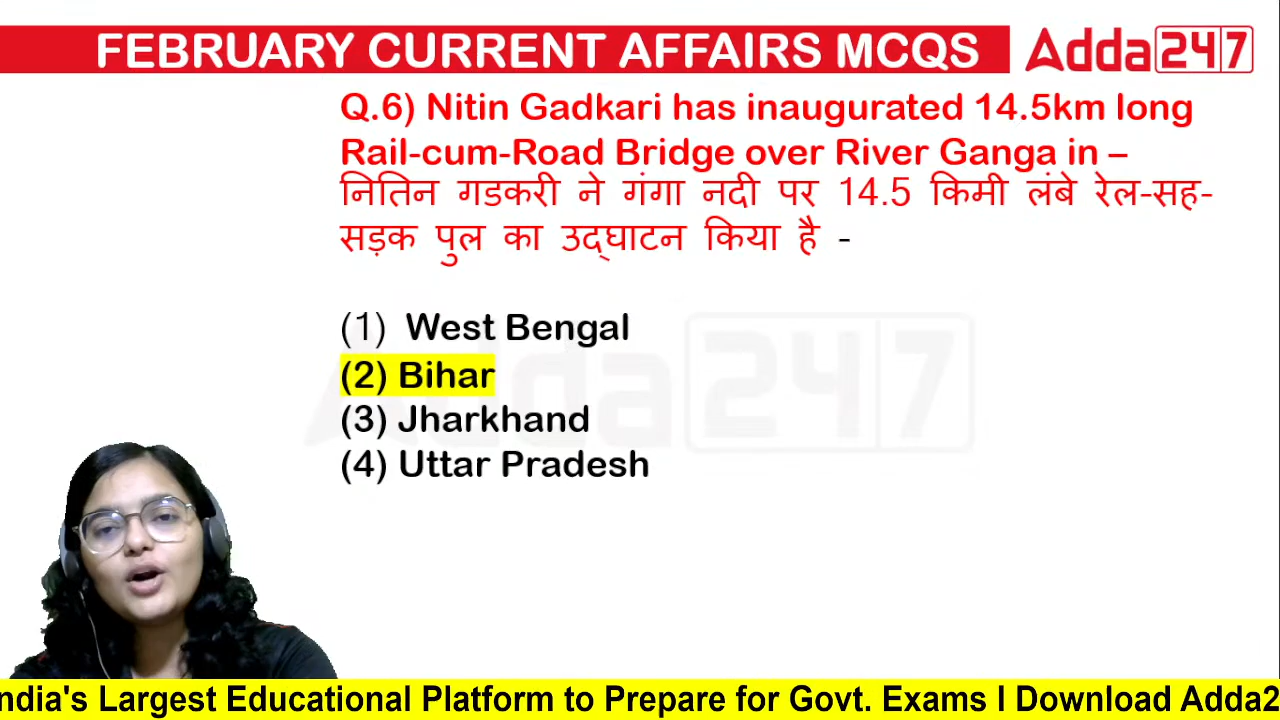 FEBRUARY CURRENT AFFAIRS MCQS
Adda247
Q.6) Nitin Gadkari has inaugurated 14.5km long
Rail-cum-Road Bridge over River Ganga in –
नितिन गडकरी ने गंगा नदी पर 14.5 किमी लंबे रेल-सह-
सड़क पुल का उद्घाटन किया है -
(1) West Bengal
(2) Bihar
(3) Jharkhand
(4) Uttar Pradesh
Adda247
ndia's Largest Educational Platform to Prepare for Govt. Exams I Download Adda2